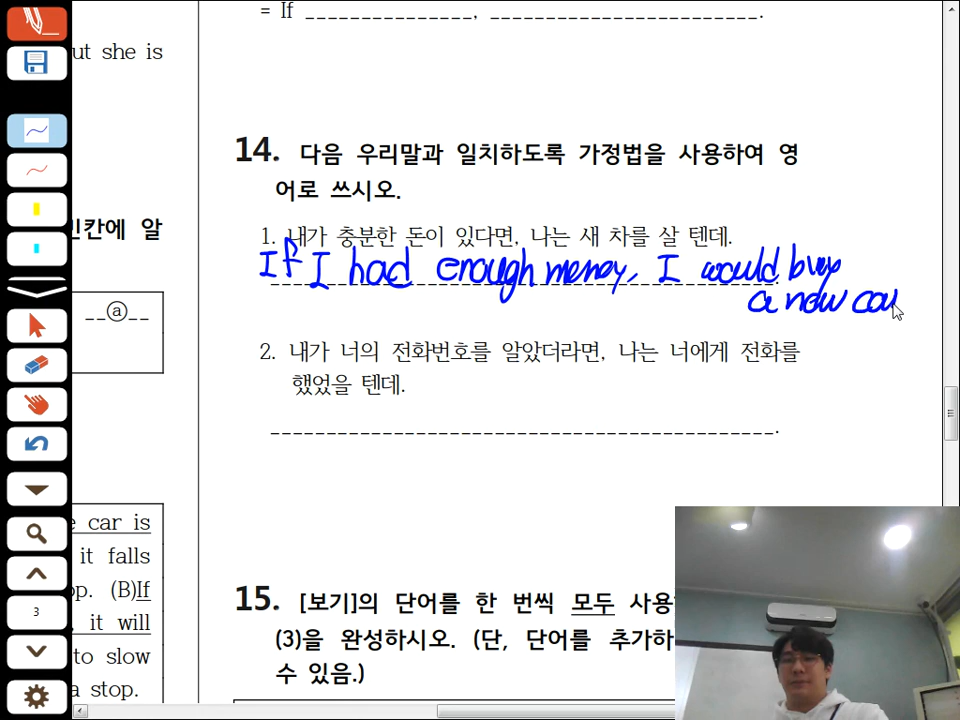 = If _______________, ________________________.
ut she is
14. 다음 우리말과 일치하도록 가정법을 사용하여 영
어로 쓰시오.
빈칸에 알
1. 내가 충분한 돈이 있다면, 나는 새 차를 살 텐데.
If I had enough money, I would buy
a new car
__ⓐ__
2. 내가 너의 전화번호를 알았더라면, 나는 너에게 전화를
했었을 텐데.
_____________________________________________.
e car is
it falls
op. (B)If
, it will
to slow
a stop.
15. [보기]의 단어를 한 번씩 모두 사용
(3)을 완성하시오. (단, 단어를 추가하
수 있음.)
3